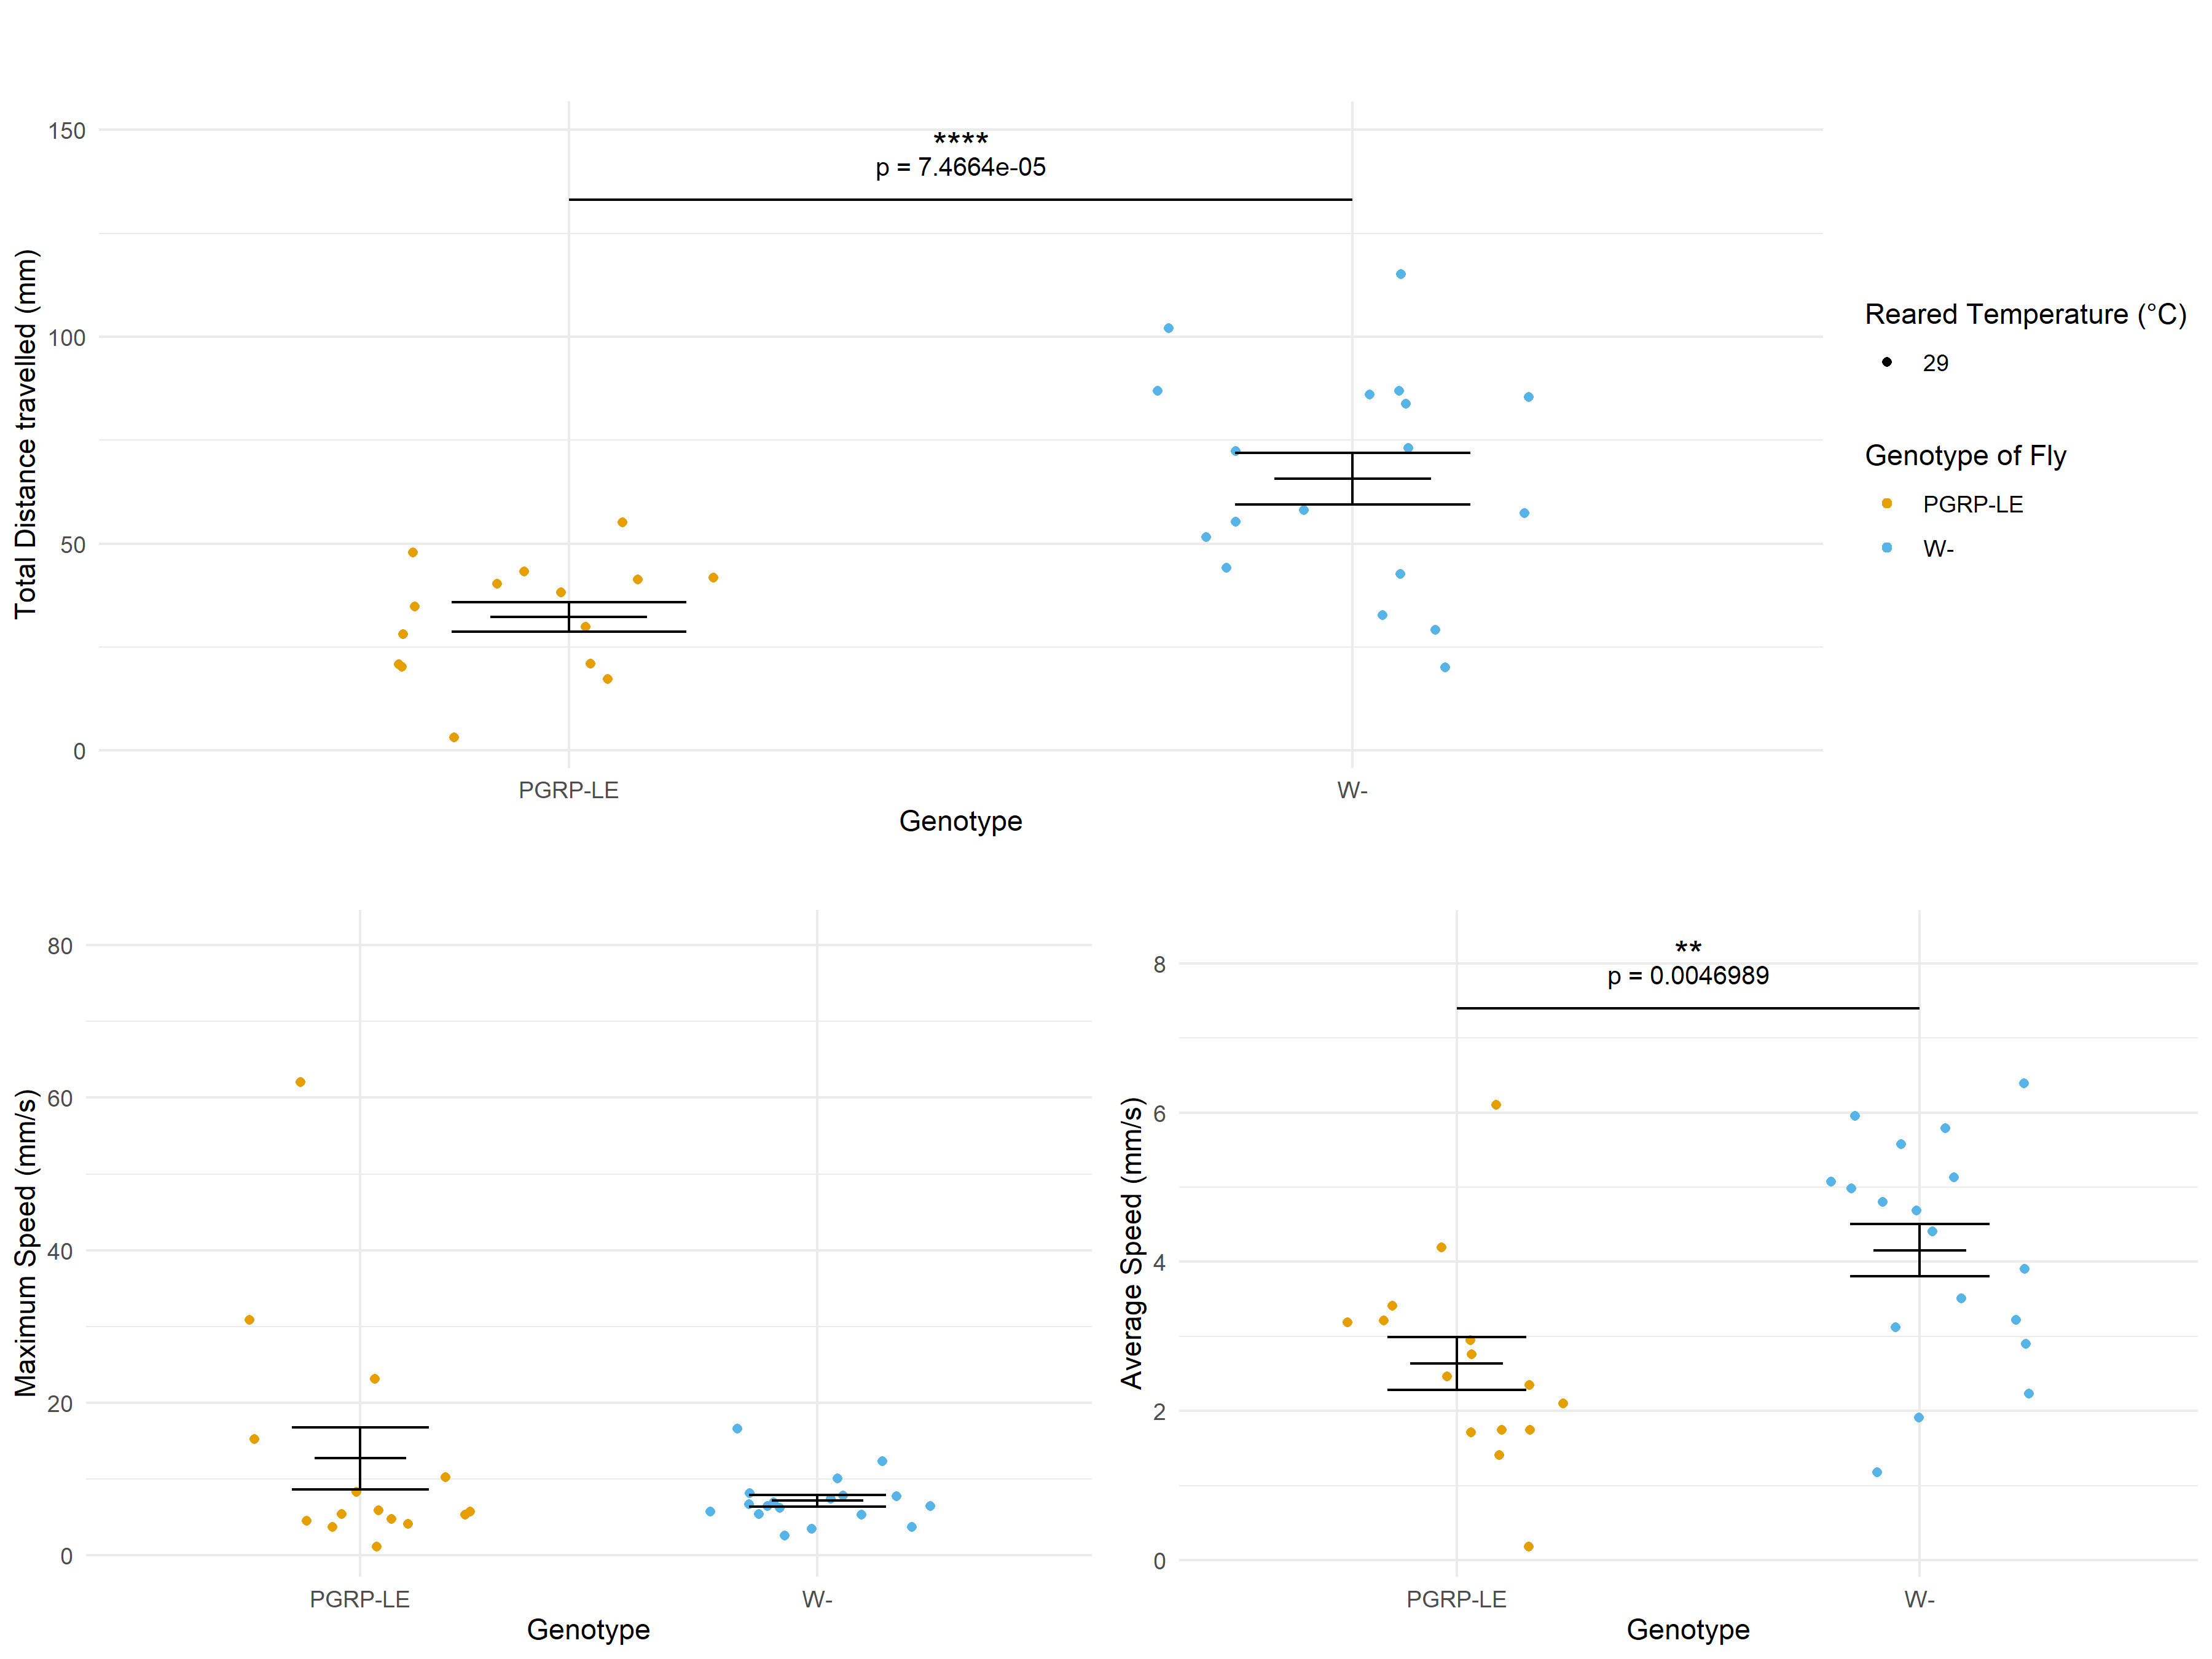 150
100
50
0
Total Distance travelled (mm)
****
p = 7.4664e-05
PGRP-LE
W-
Genotype
Reared Temperature (°C)
29
Genotype of Fly
PGRP-LE
W-
80
60
40
20
0
Maximum Speed (mm/s)
PGRP-LE
W-
Genotype
8
6
4
2
0
Average Speed (mm/s)
**
p = 0.0046989
PGRP-LE
W-
Genotype